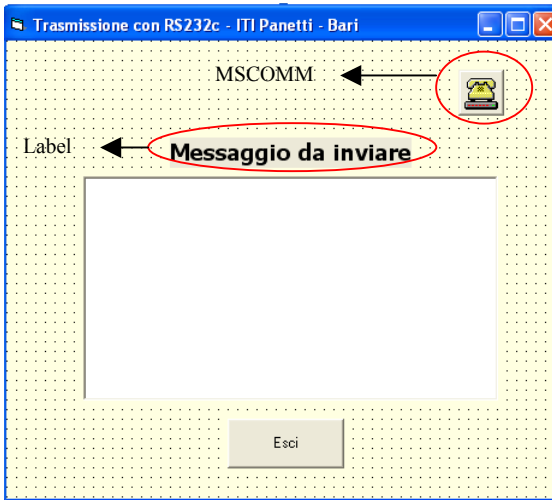 Trasmissione con RS232c - ITI Panetti - Bari
MSCOMM
Label
Messaggio da inviare
Esci